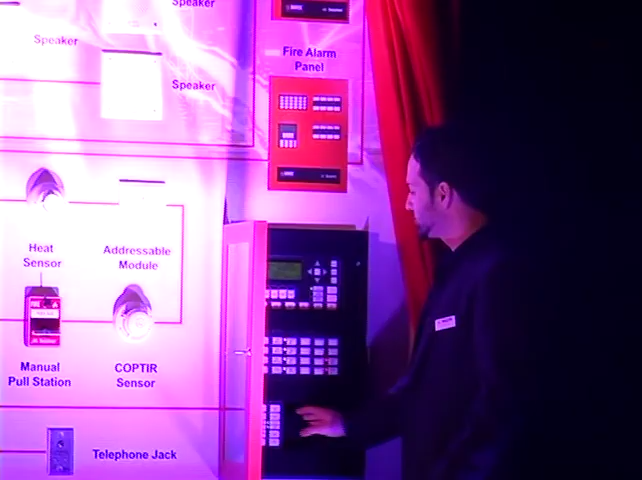 Speaker
Speaker
Speaker
Fire Alarm
Panel
Heat
Sensor
Addressable
Module
Manual
Pull Station
COPTIR
Sensor
Telephone Jack